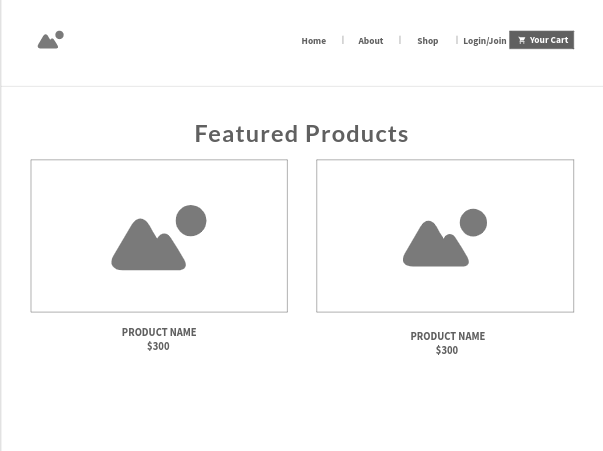 Home | About | Shop | Login/Join Your Cart
Featured Products
PRODUCT NAME
$300
PRODUCT NAME
$300